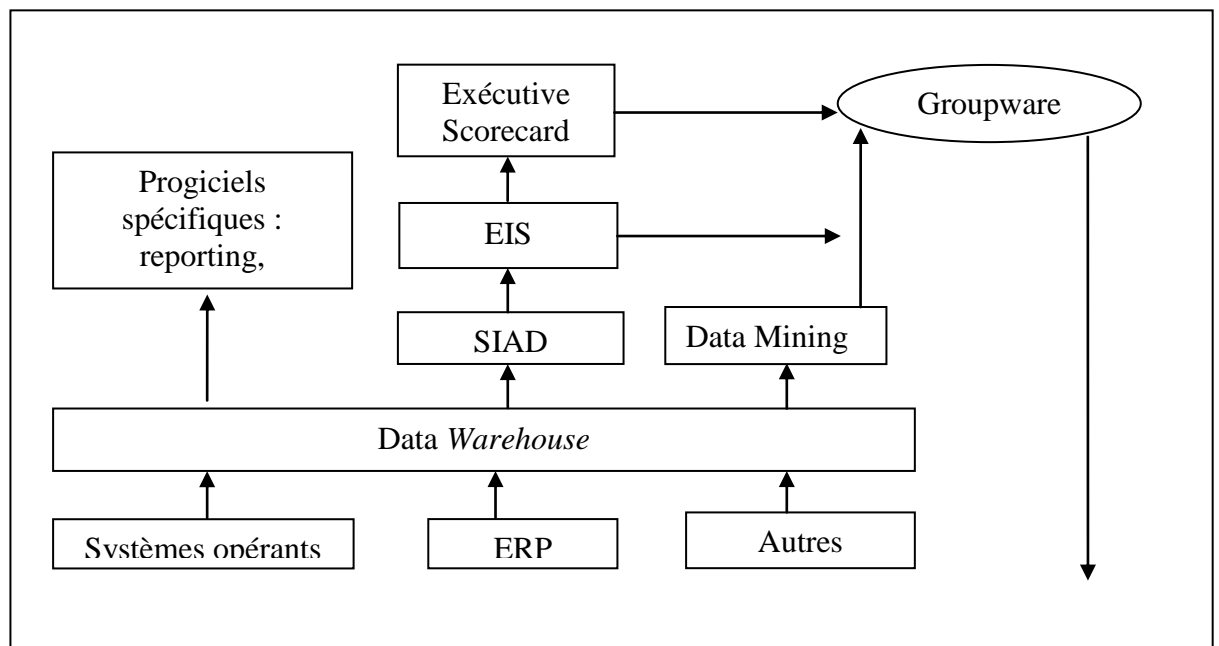 Exécutive
Scorecard
Groupware
Progiciels
spécifiques :
reporting,
EIS
SIAD
Data Mining
Data Warehouse
Systèmes opérants
ERP
Autres